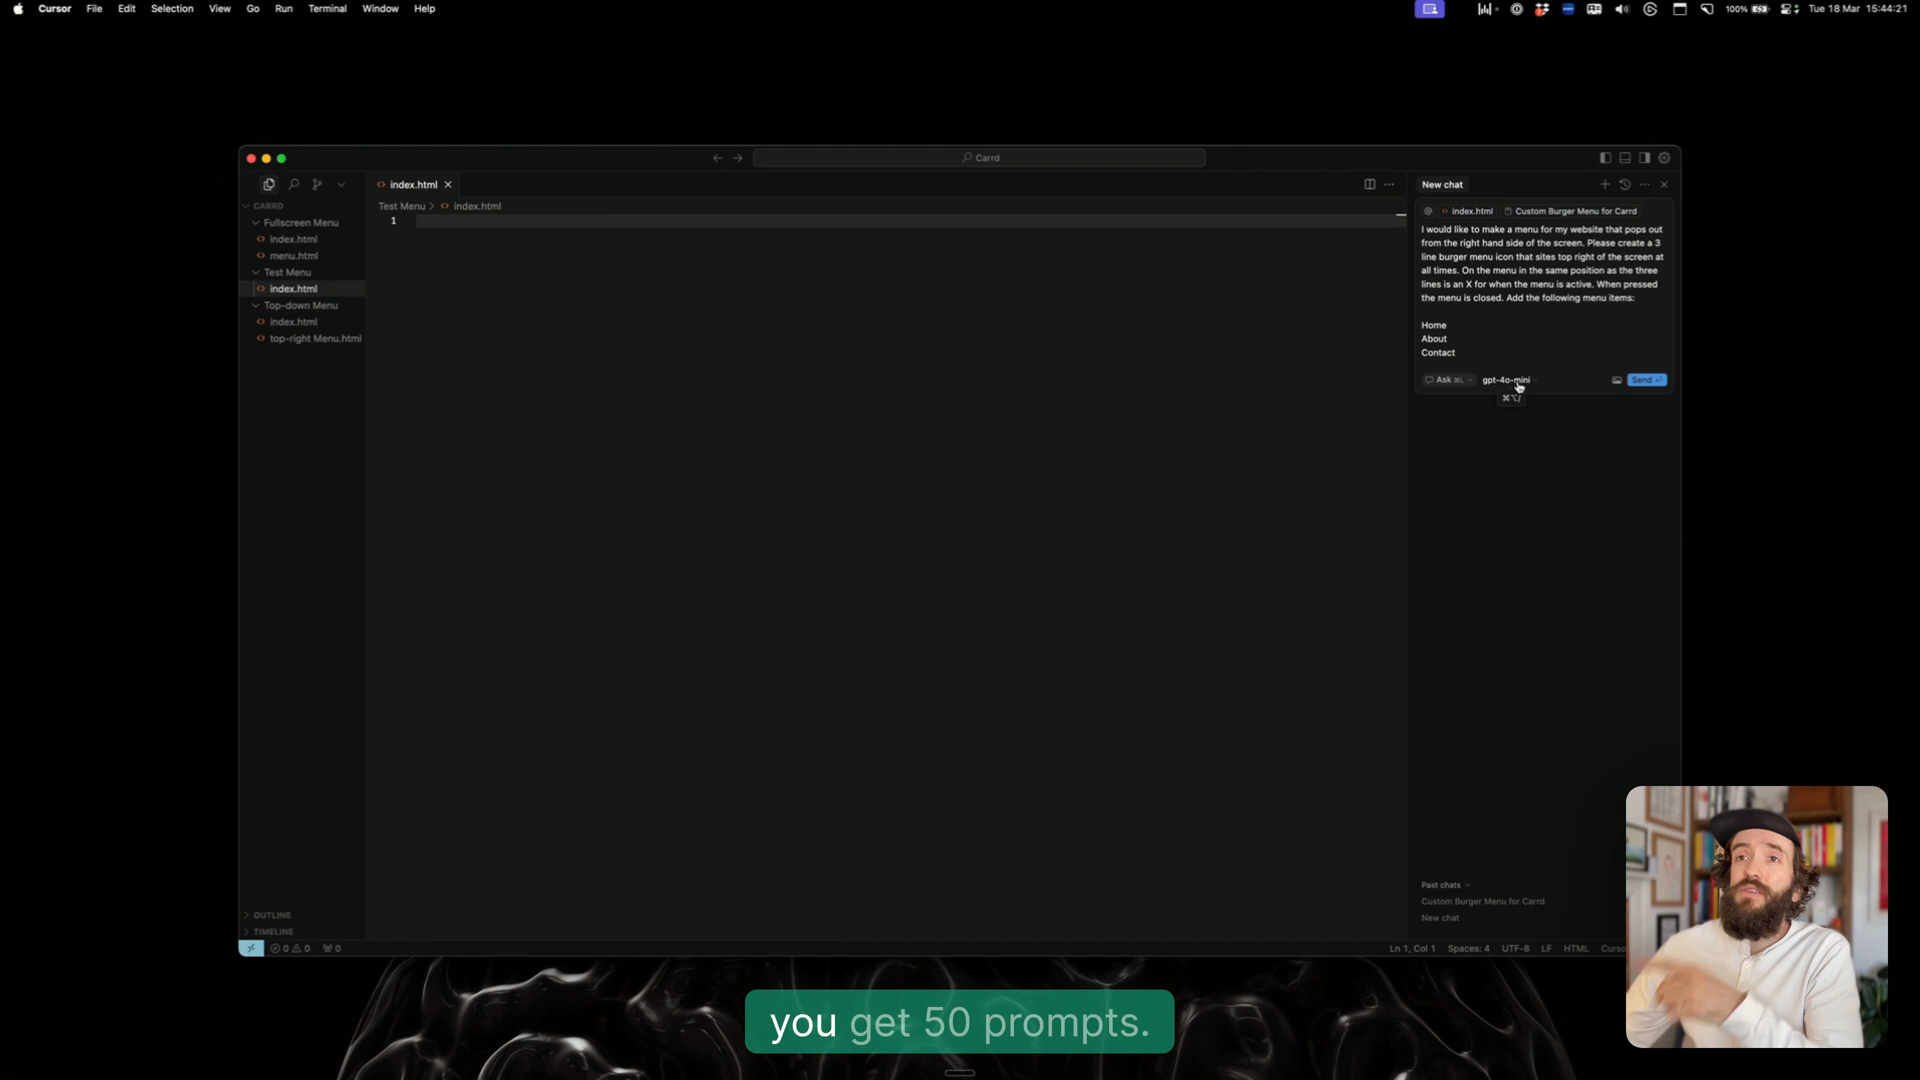 Cursor File Edit Selection View Go Run Terminal Window Help
100% Tue 18 Mar 15:44:21
Carrd
index.html
New chat
CARRD
Fullscreen Menu
index.html
menu.html
Test Menu
index.html
Top-down Menu
index.html
top-right Menu.html
Test Menu > index.html
1
@ index.html Custom Burger Menu for Carrd
I would like to make a menu for my website that pops out
from the right hand side of the screen. Please create a 3
line burger menu icon that sites top right of the screen at
all times. On the menu in the same position as the three
lines is an X for when the menu is active. When pressed
the menu is closed. Add the following menu items:
Home
About
Contact
Ask ⌘L gpt-4o-mini Send ⏎
⌘⌥/
Past chats
Custom Burger Menu for Carrd
New chat
OUTLINE
TIMELINE
0 0 0
Ln 1, Col 1 Spaces: 4 UTF-8 LF HTML
you get 50 prompts.